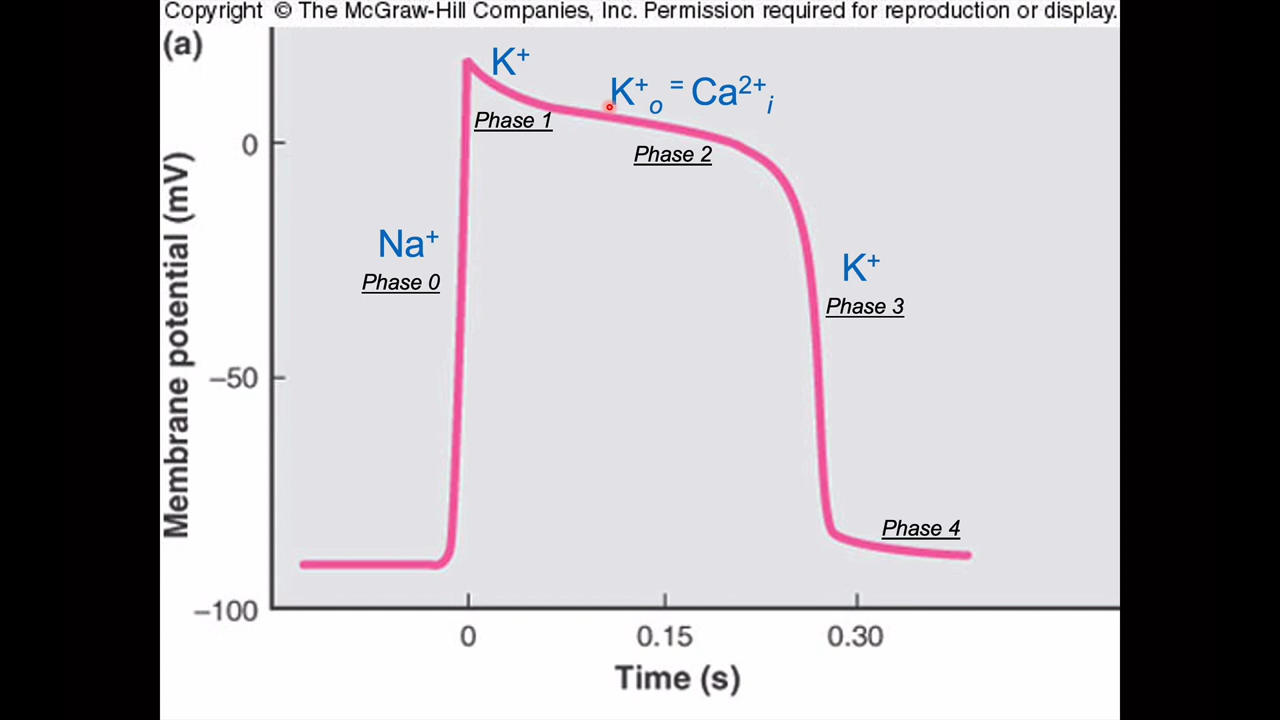 Copyright © The McGraw-Hill Companies, Inc. Permission required for reproduction or display.
(a)
K⁺
K⁺ₒ = Ca²⁺ᵢ
Phase 1
0
Phase 2
Na⁺
Phase 0
K⁺
Phase 3
–50
Phase 4
–100
0 0.15 0.30
Time (s)
Membrane potential (mV)